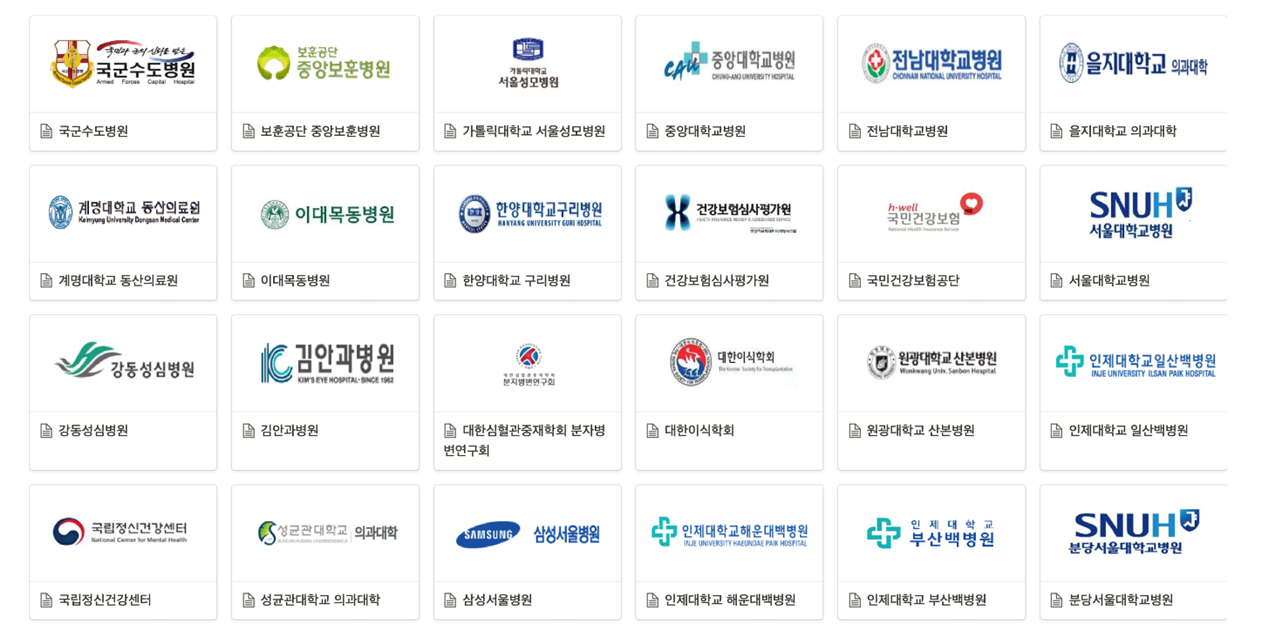 국민과 군의 신뢰를 받는
국군수도병원
Armed Forces Capital Hospital
국군수도병원
보훈공단
중앙보훈병원
보훈공단 중앙보훈병원
가톨릭대학교
서울성모병원
가톨릭대학교 서울성모병원
CAU
중앙대학교병원
CHUNG-ANG UNIVERSITY HOSPITAL
중앙대학교병원
전남대학교병원
CHONNAM NATIONAL UNIVERSITY HOSPITAL
전남대학교병원
을지대학교 의과대학
을지대학교 의과대학
계명대학교 동산의료원
Keimyung University Dongsan Medical Center
계명대학교 동산의료원
이대목동병원
이대목동병원
한양대학교구리병원
HANYANG UNIVERSITY GURI HOSPITAL
한양대학교 구리병원
건강보험심사평가원
HEALTH INSURANCE REVIEW & ASSESSMENT SERVICE
건강보험심사평가원
h-well
국민건강보험
National Health Insurance Service
국민건강보험공단
SNUH
서울대학교병원
서울대학교병원
강동성심병원
강동성심병원
김안과병원
KIM'S EYE HOSPITAL·SINCE 1962
김안과병원
대한심혈관중재학회
분자병변연구회
대한심혈관중재학회 분자병
변연구회
대한이식학회
The Korean Society for Transplantation
대한이식학회
원광대학교 산본병원
Wonkwang Univ. Sanbon Hospital
원광대학교 산본병원
인제대학교일산백병원
INJE UNIVERSITY ILSAN PAIK HOSPITAL
인제대학교 일산백병원
국립정신건강센터
National Center for Mental Health
국립정신건강센터
성균관대학교 의과대학
성균관대학교 의과대학
SAMSUNG 삼성서울병원
삼성서울병원
인제대학교해운대백병원
INJE UNIVERSITY HAEUNDAE PAIK HOSPITAL
인제대학교 해운대백병원
인제대학교
부산백병원
인제대학교 부산백병원
SNUH
분당서울대학교병원
분당서울대학교병원